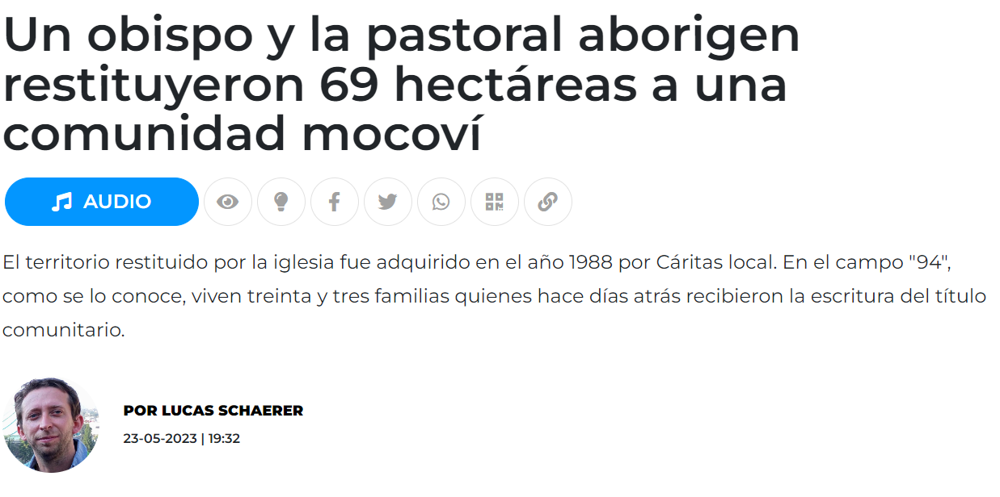 Un obispo y la pastoral aborigen
restituyeron 69 hectáreas a una
comunidad mocoví
AUDIO
El territorio restituido por la iglesia fue adquirido en el año 1988 por Cáritas local. En el campo "94",
como se lo conoce, viven treinta y tres familias quienes hace días atrás recibieron la escritura del título
comunitario.
POR LUCAS SCHAERER
23-05-2023 | 19:32